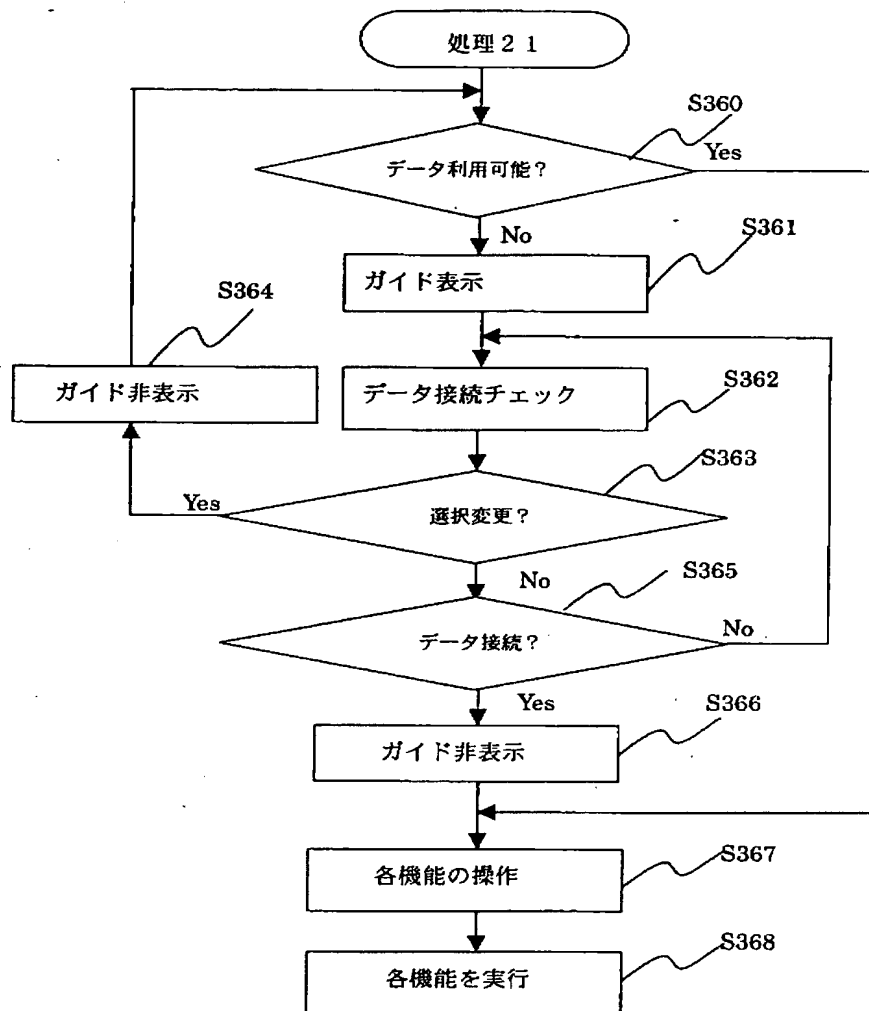 処理２１
S360
データ利用可能？
Yes
No
S361
ガイド表示
S364
ガイド非表示
S362
データ接続チェック
S363
Yes
選択変更？
No
S365
データ接続？
No
Yes
S366
ガイド非表示
S367
各機能の操作
S368
各機能を実行